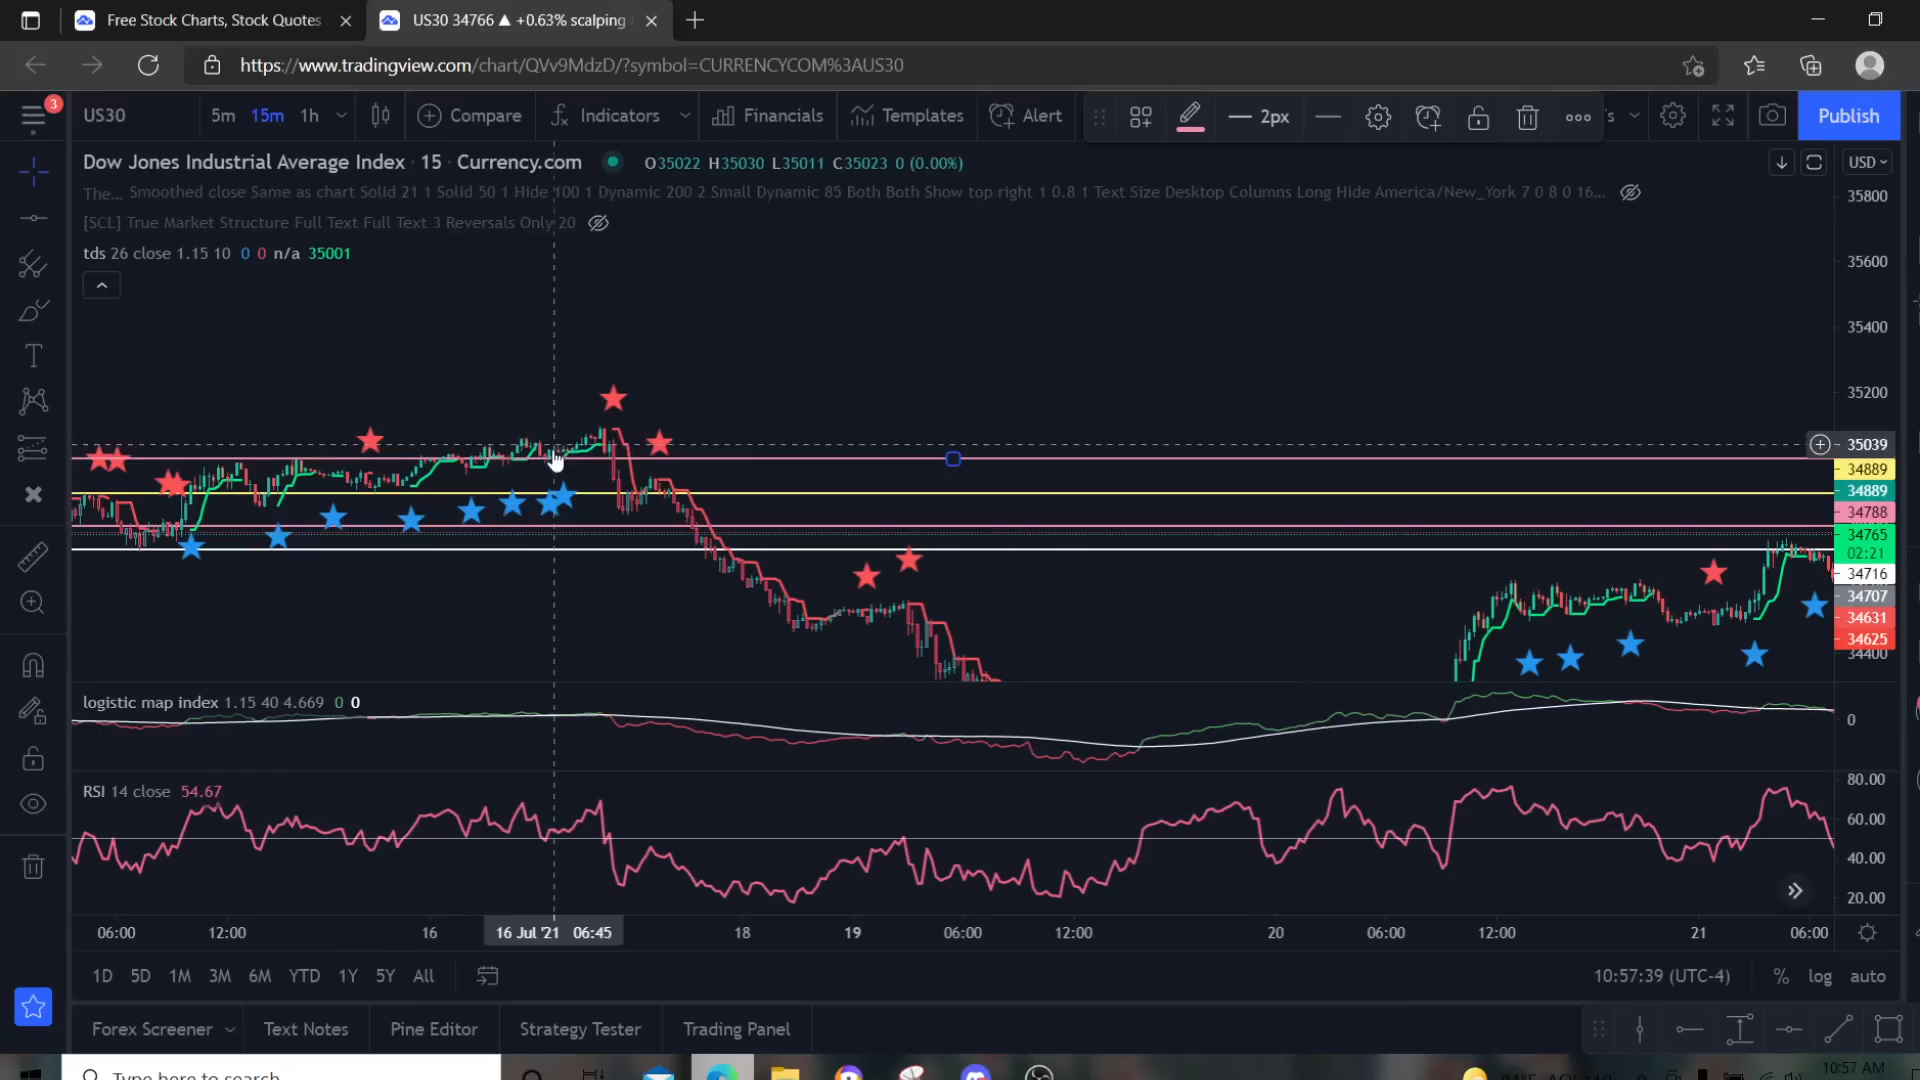 Free Stock Charts, Stock Quotes
US30 34766 ▲ +0.63% scalping
https://www.tradingview.com/chart/QVv9MdzD/?symbol=CURRENCYCOM%3AUS30
3
US30 5m 15m 1h Compare Indicators Financials Templates Alert 2px 's Publish
Dow Jones Industrial Average Index · 15 · Currency.com O35022 H35030 L35011 C35023 0 (0.00%)
USD
The... Smoothed close Same as chart Solid 21 1 Solid 50 1 Hide 100 1 Dynamic 200 2 Small Dynamic 85 Both Both Show top right 1 0.8 1 Text Size Desktop Columns Long Hide America/New_York 7 0 8 0 16...
[SCL] True Market Structure Full Text Full Text 3 Reversals Only 20
tds 26 close 1.15 10 0 0 n/a 35001
35800
35600
35400
35200
35039
34889
34889
34788
34765
02:21
34716
34707
34631
34625
34400
logistic map index 1.15 40 4.669 0 0
0
RSI 14 close 54.67
80.00
60.00
40.00
20.00
06:00 12:00 16 16 Jul '21 06:45 18 19 06:00 12:00 20 06:00 12:00 21 06:00
1D 5D 1M 3M 6M YTD 1Y 5Y All
10:57:39 (UTC-4) % log auto
Forex Screener Text Notes Pine Editor Strategy Tester Trading Panel
Type here to search
10:57 AM